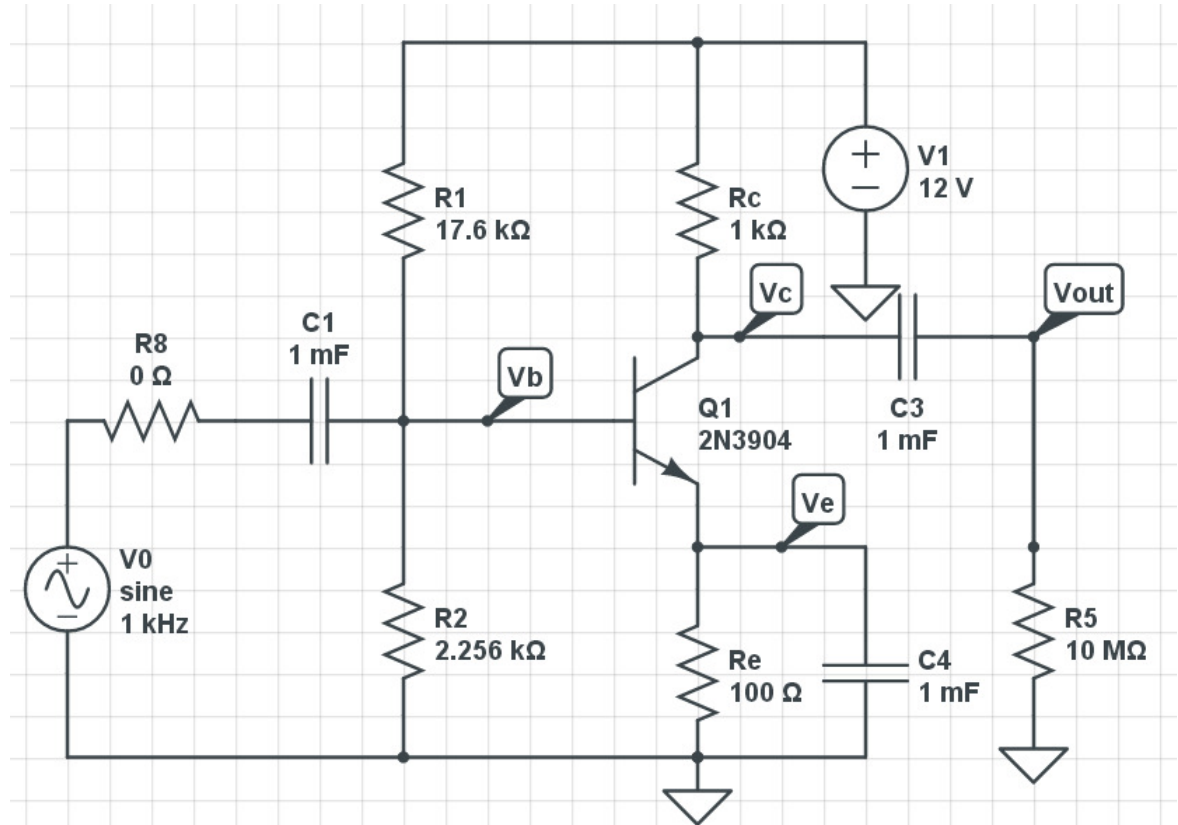 R1
17.6 kΩ
Rc
1 kΩ
V1
12 V
Vc
Vout
R8
0 Ω
C1
1 mF
Vb
Q1
2N3904
C3
1 mF
Ve
V0
sine
1 kHz
R2
2.256 kΩ
Re
100 Ω
C4
1 mF
R5
10 MΩ